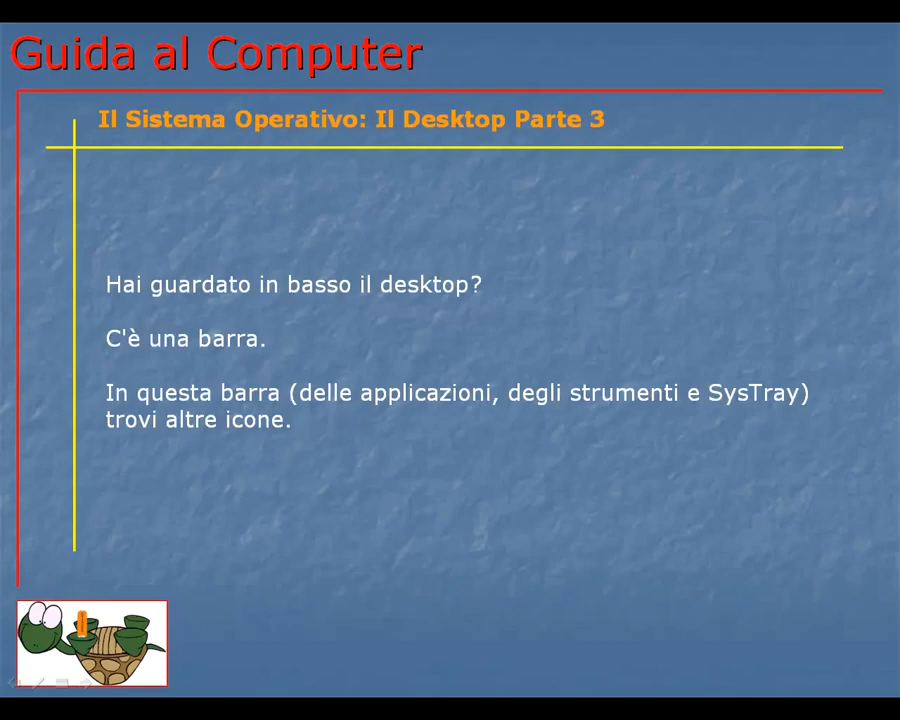 Guida al Computer
Il Sistema Operativo: Il Desktop Parte 3
Hai guardato in basso il desktop?
C'è una barra.
In questa barra (delle applicazioni, degli strumenti e SysTray)
trovi altre icone.